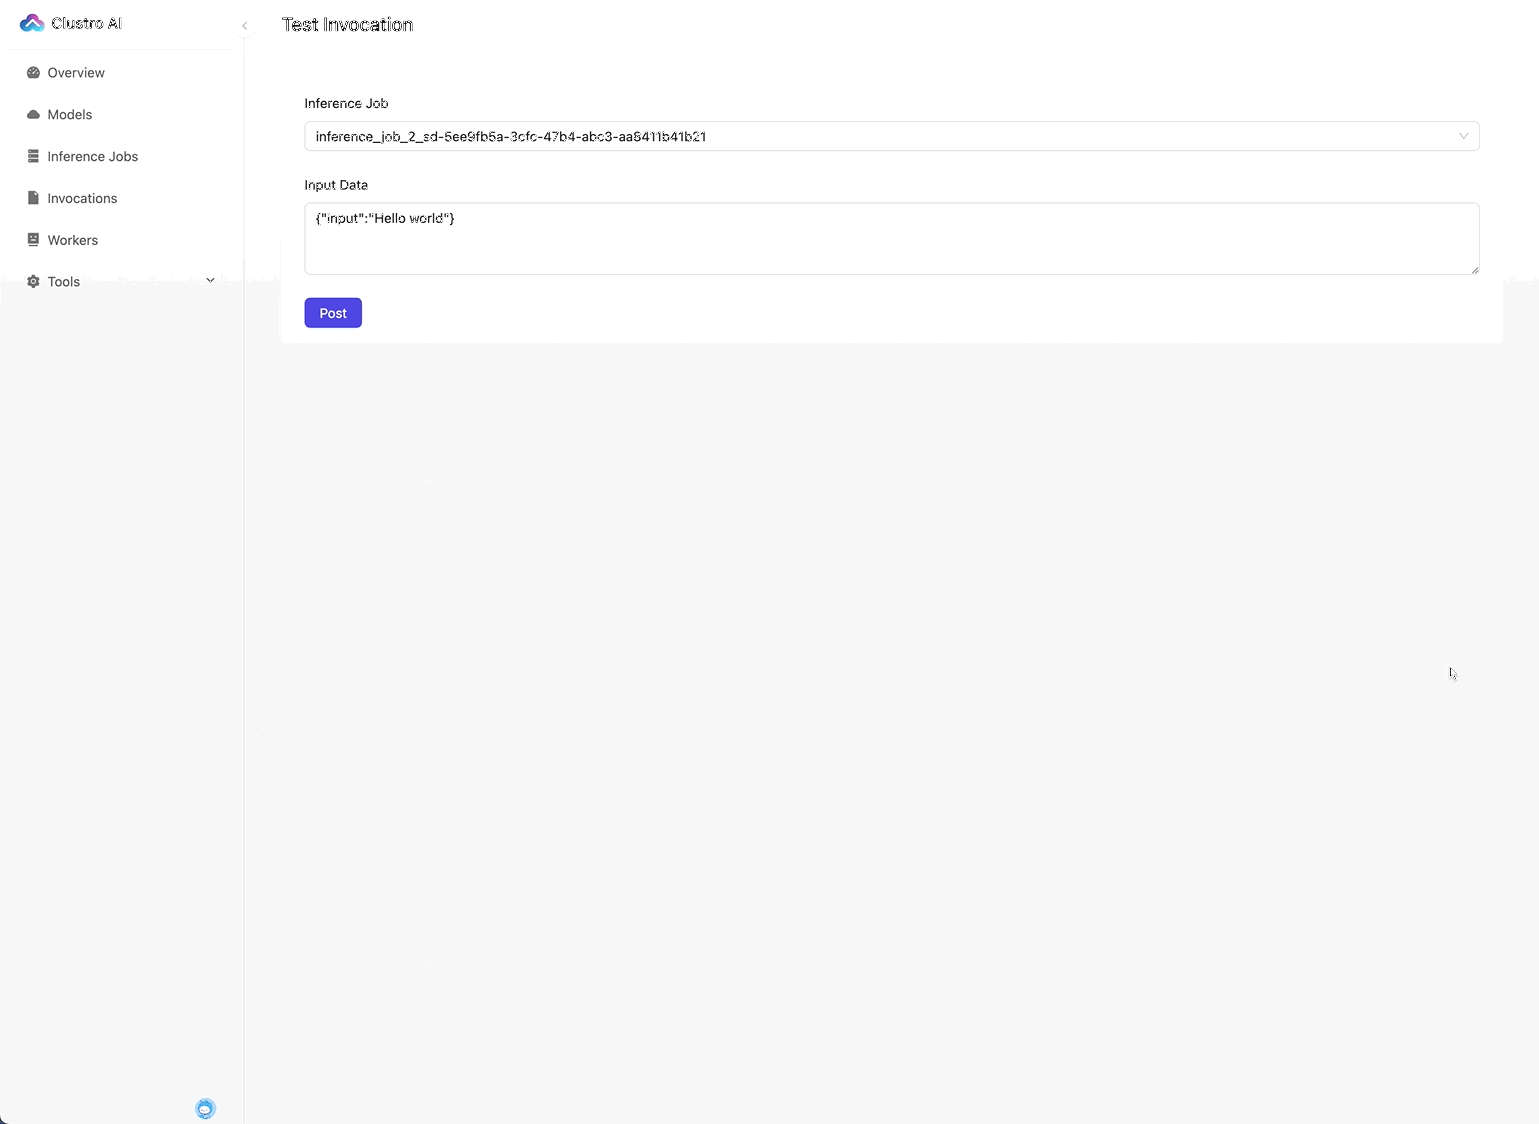 Clustro AI
Test Invocation
Overview
Models
Inference Jobs
Invocations
Workers
Tools
Inference Job
inference_job_2_sd-5ee9fb5a-3cfc-47b4-abc3-aa8411b41b21
Input Data
{"input":"Hello world"}
Post